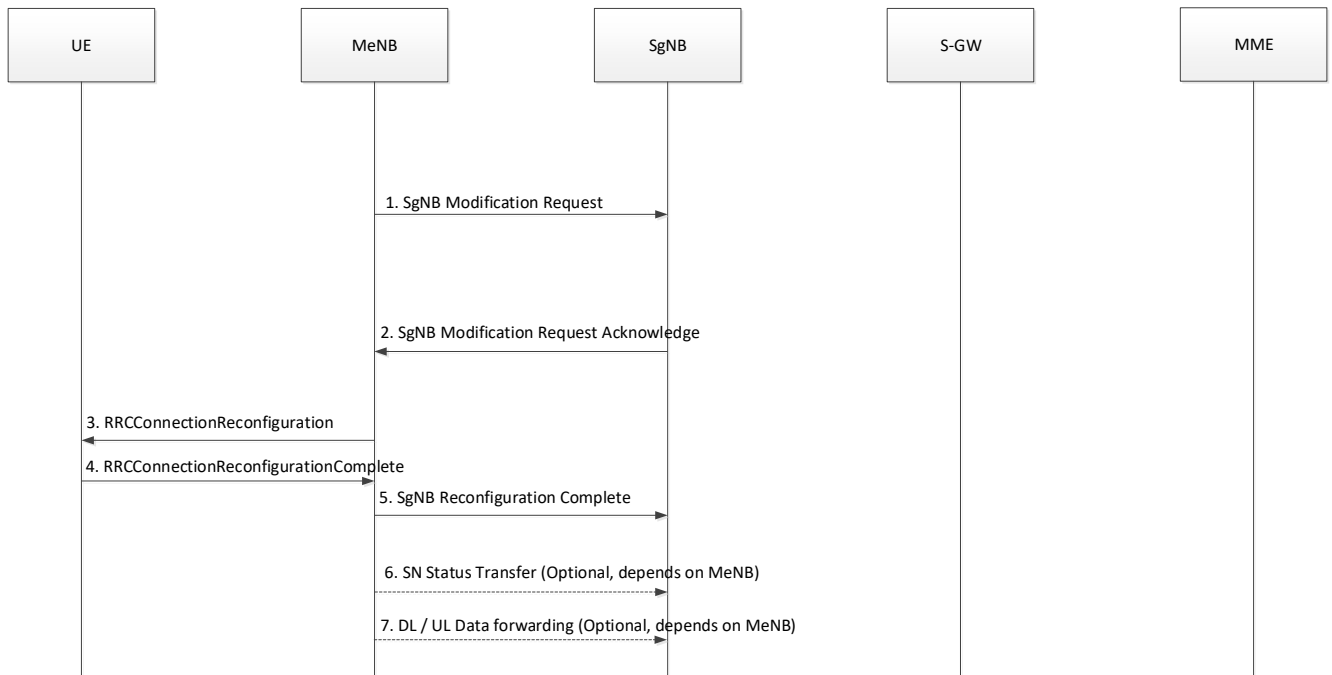 UE
MeNB
SgNB
S-GW
MME
1. SgNB Modification Request
2. SgNB Modification Request Acknowledge
3. RRCConnectionReconfiguration
4. RRCConnectionReconfigurationComplete
5. SgNB Reconfiguration Complete
6. SN Status Transfer (Optional, depends on MeNB)
7. DL / UL Data forwarding (Optional, depends on MeNB)